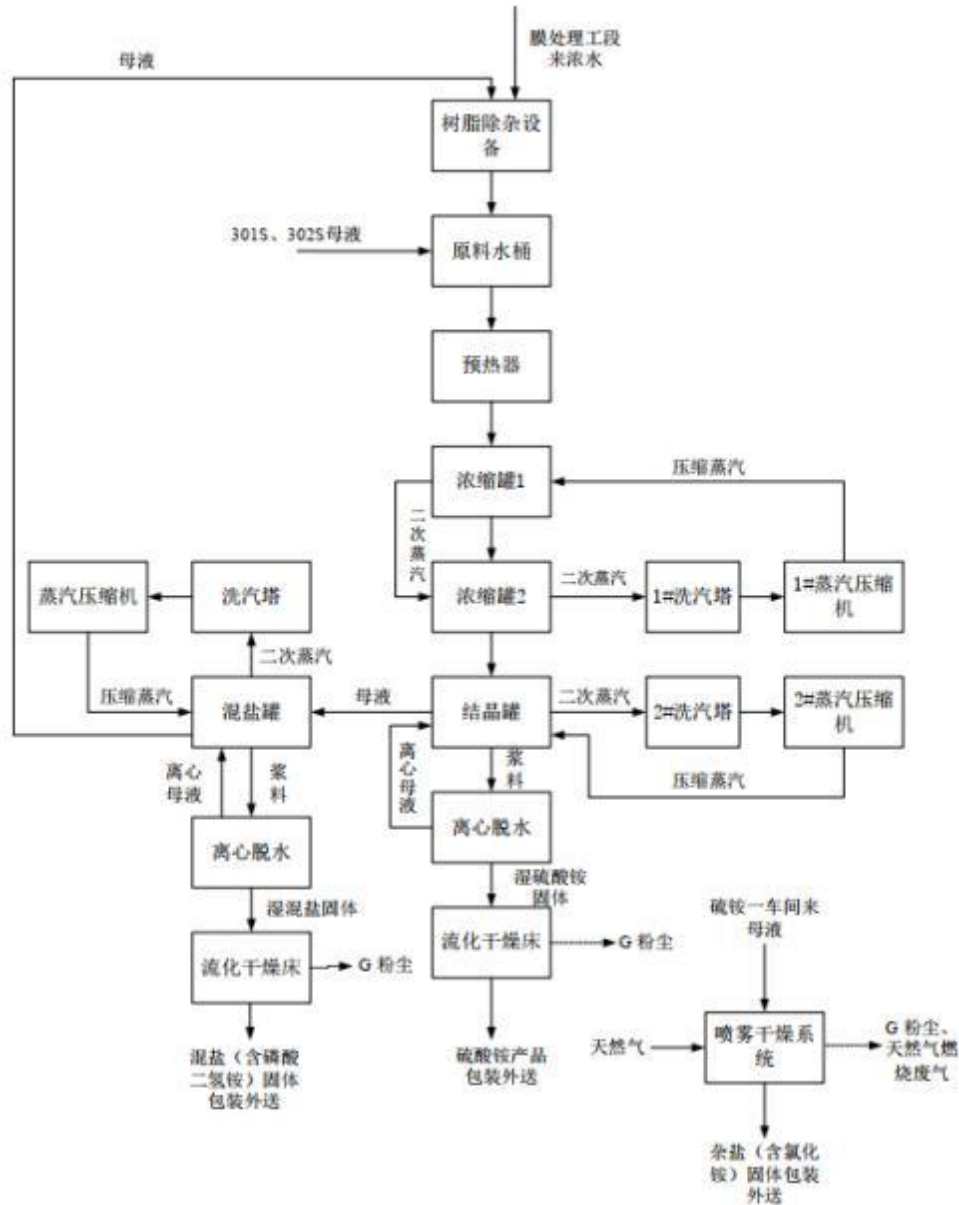 膜处理工段
来浓水
母液
树脂除杂设
备
301S、302S母液
原料水桶
预热器
浓缩罐1
压缩蒸汽
二次蒸汽
蒸汽压缩机
洗汽塔
浓缩罐2
二次蒸汽
1#洗汽塔
1#蒸汽压缩
机
二次蒸汽
压缩蒸汽
混盐罐
母液
结晶罐
二次蒸汽
2#洗汽塔
2#蒸汽压缩
机
离心
母液
浆
料
离心母液
浆
料
压缩蒸汽
离心脱水
离心脱水
湿混盐固体
湿硫酸铵
固体
硫铵一车间来
母液
流化干燥床
G 粉尘
流化干燥床
G 粉尘
天然气
喷雾干燥系
统
G 粉尘、
天然气燃
烧废气
混盐（含磷酸
二氢铵）固体
包装外送
硫酸铵产品
包装外送
杂盐（含氯化
铵）固体包装
外送